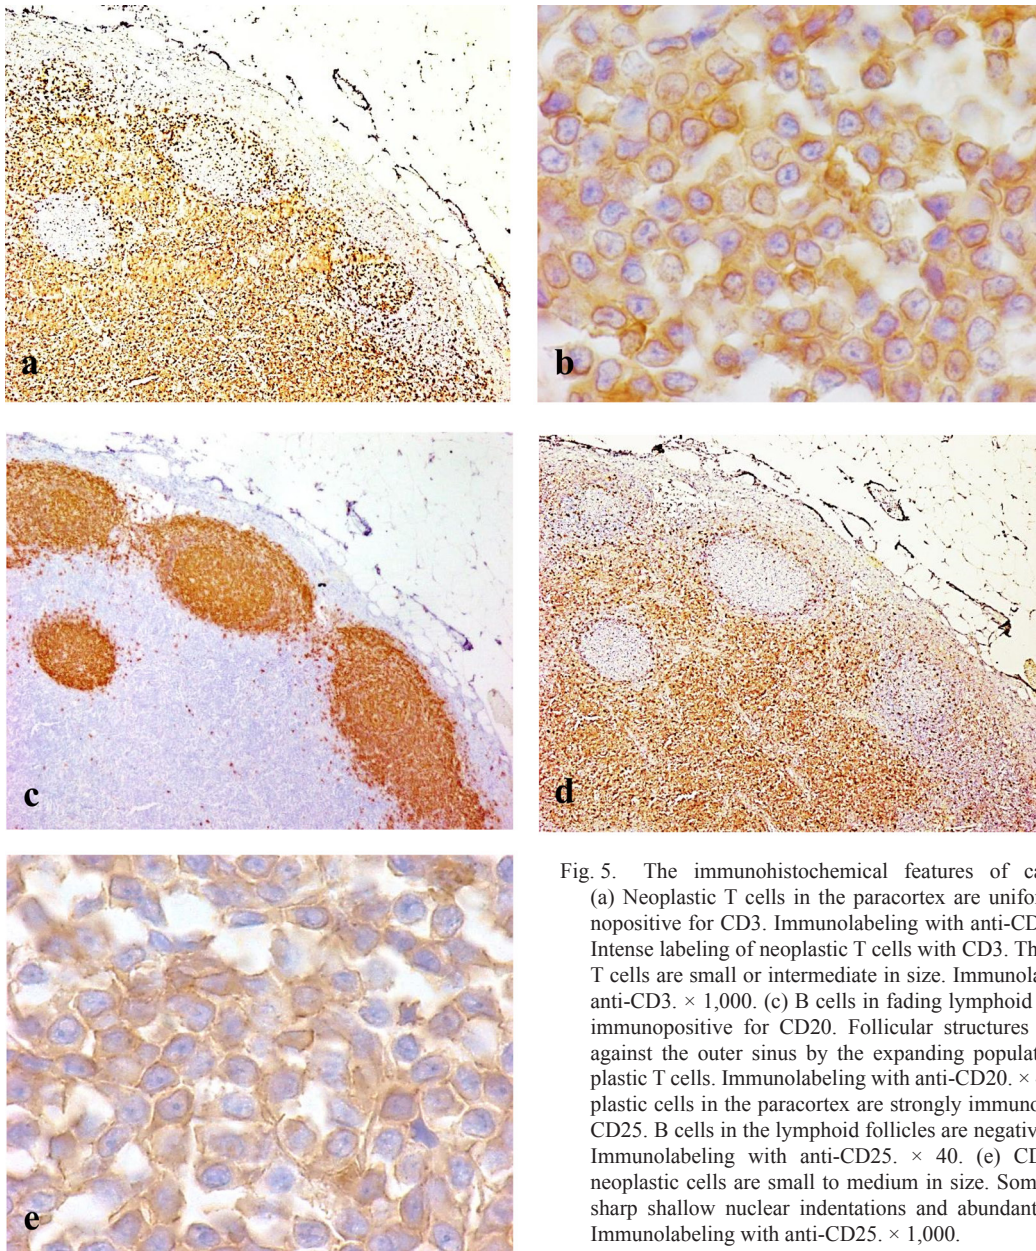 a
b
c
d
e
Fig. 5. The immunohistochemical features of ca
(a) Neoplastic T cells in the paracortex are unifor
nopositive for CD3. Immunolabeling with anti-CD
Intense labeling of neoplastic T cells with CD3. Th
T cells are small or intermediate in size. Immunola
anti-CD3. × 1,000. (c) B cells in fading lymphoid
immunopositive for CD20. Follicular structures
against the outer sinus by the expanding populat
plastic T cells. Immunolabeling with anti-CD20. ×
plastic cells in the paracortex are strongly immuno
CD25. B cells in the lymphoid follicles are negativ
Immunolabeling with anti-CD25. × 40. (e) CD
neoplastic cells are small to medium in size. Som
sharp shallow nuclear indentations and abundant
Immunolabeling with anti-CD25. × 1,000.